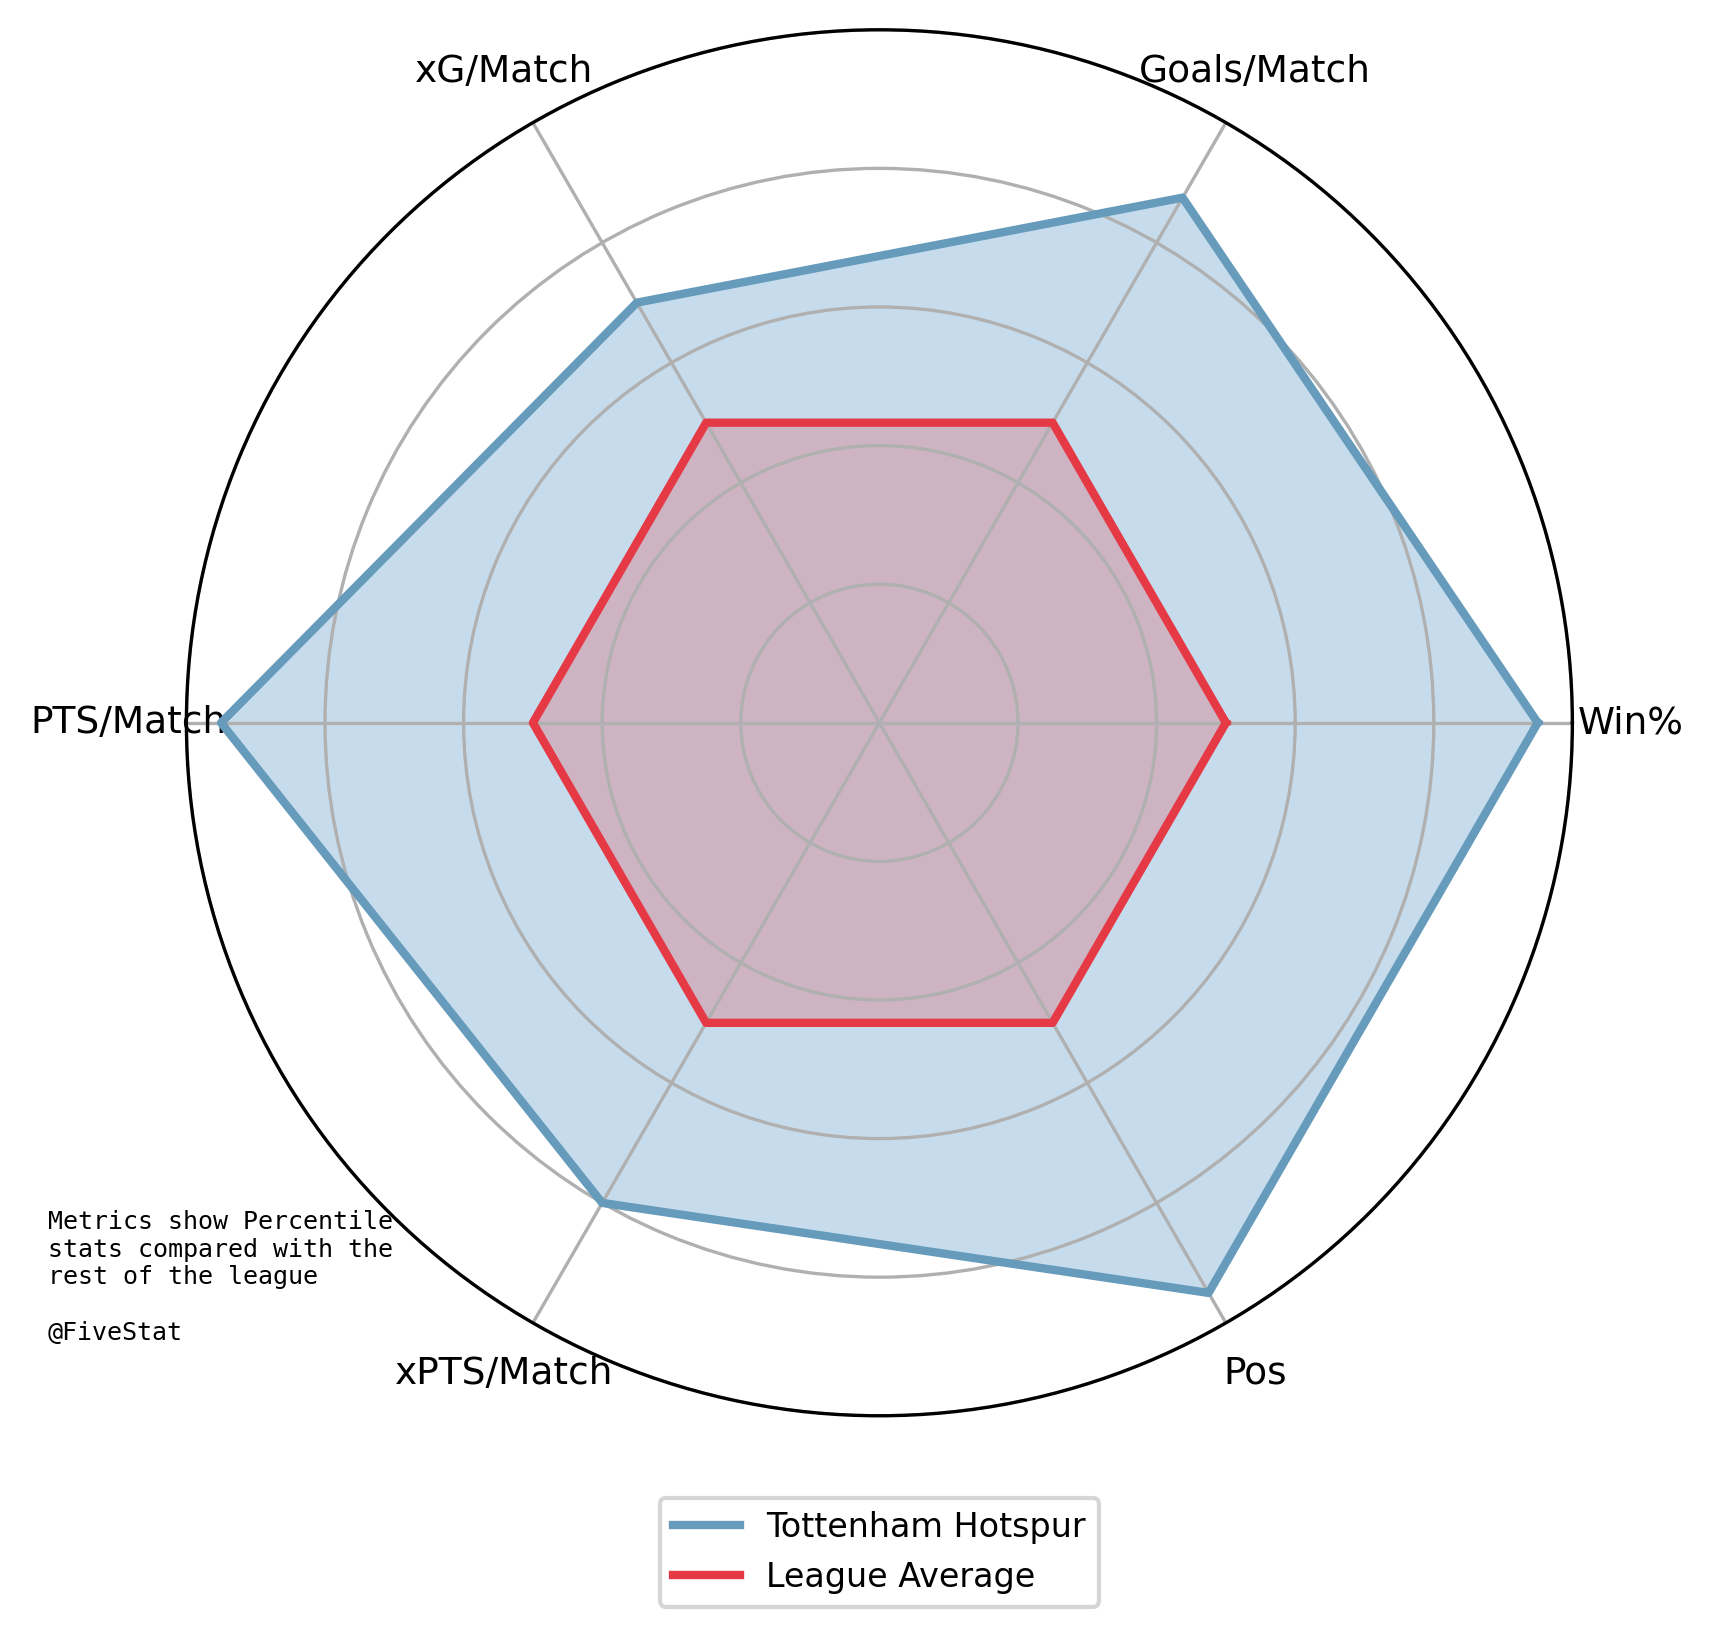 xG/Match
Goals/Match
PTS/Match
Win%
Metrics show Percentile
stats compared with the
rest of the league
@FiveStat
xPTS/Match
Pos
Tottenham Hotspur
League Average